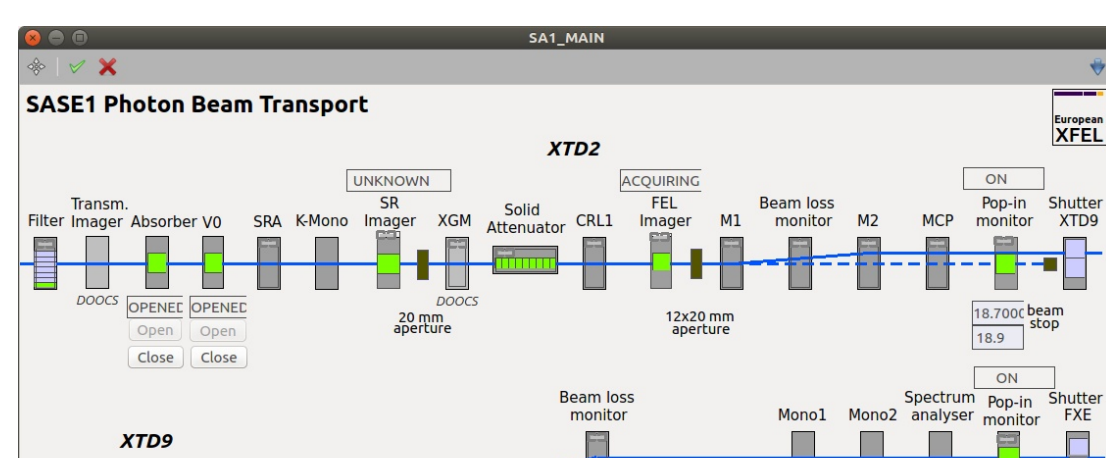 SA1_MAIN
SASE1 Photon Beam Transport
European
XFEL
XTD2
UNKNOWN
ACQUIRING
ON
Filter
Transm.
Imager
Absorber
V0
SRA
K-Mono
SR
Imager
XGM
Solid
Attenuator
CRL1
FEL
Imager
M1
Beam loss
monitor
M2
MCP
Pop-in
monitor
Shutter
XTD9
DOOCS
OPENED
OPENED
Open
Open
Close
Close
20 mm
aperture
DOOCS
12x20 mm
aperture
18.7000
18.9
beam
stop
ON
Beam loss
monitor
Mono1
Mono2
Spectrum
analyser
Pop-in
monitor
Shutter
FXE
XTD9